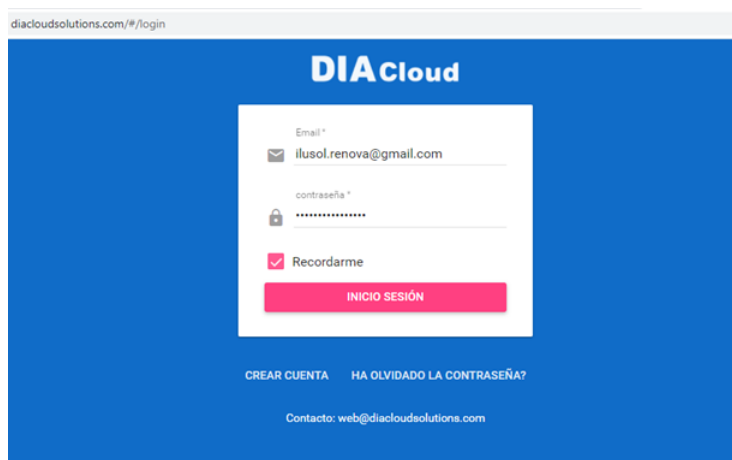 diacloudsolutions.com/#/login
DIACloud
Email *
ilusol.renova@gmail.com
contraseña *
••••••••••••••••
Recordarme
INICIO SESIÓN
CREAR CUENTA HA OLVIDADO LA CONTRASEÑA?
Contacto: web@diacloudsolutions.com